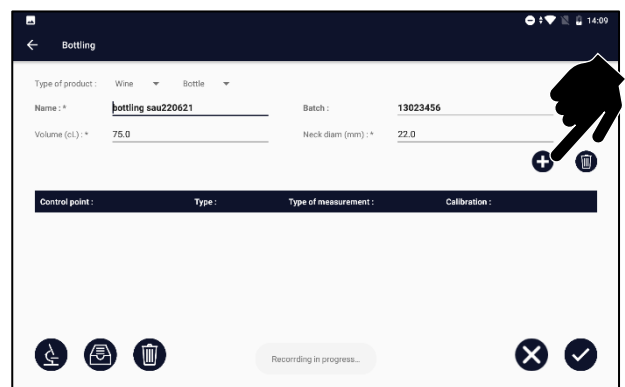 14:09
Bottling
Type of product : Wine Bottle
Name : * bottling sau220621 Batch : 13023456
Volume (cl.) : * 75.0 Neck diam (mm) : * 22.0
Control point : Type : Type of measurement : Calibration :
Recorrding in progress...